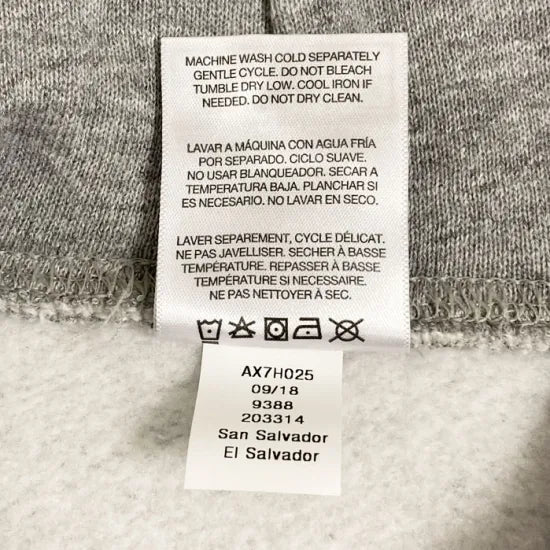 MACHINE WASH COLD SEPARATELY
GENTLE CYCLE. DO NOT BLEACH
TUMBLE DRY LOW. COOL IRON IF
NEEDED. DO NOT DRY CLEAN.
LAVAR A MÁQUINA CON AGUA FRÍA
POR SEPARADO. CICLO SUAVE.
NO USAR BLANQUEADOR. SECAR A
TEMPERATURA BAJA. PLANCHAR SI
ES NECESARIO. NO LAVAR EN SECO.
LAVER SEPAREMENT, CYCLE DÉLICAT.
NE PAS JAVELLISER. SECHER À BASSE
TEMPÉRATURE. REPASSER À BASSE
TEMPÉRATURE SI NECESSAIRE.
NE PAS NETTOYER À SEC.
AX7H025
09/18
9388
203314
San Salvador
El Salvador